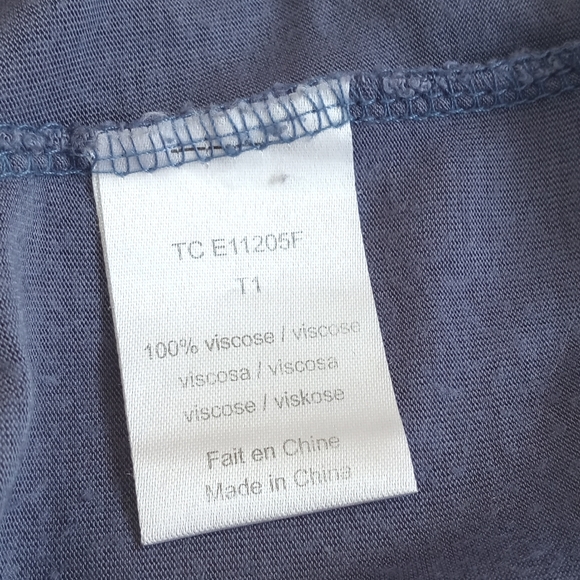 TC E11205F
T1
100% viscose / viscose
viscosa / viscosa
viscose / viskose
Fait en Chine
Made in China